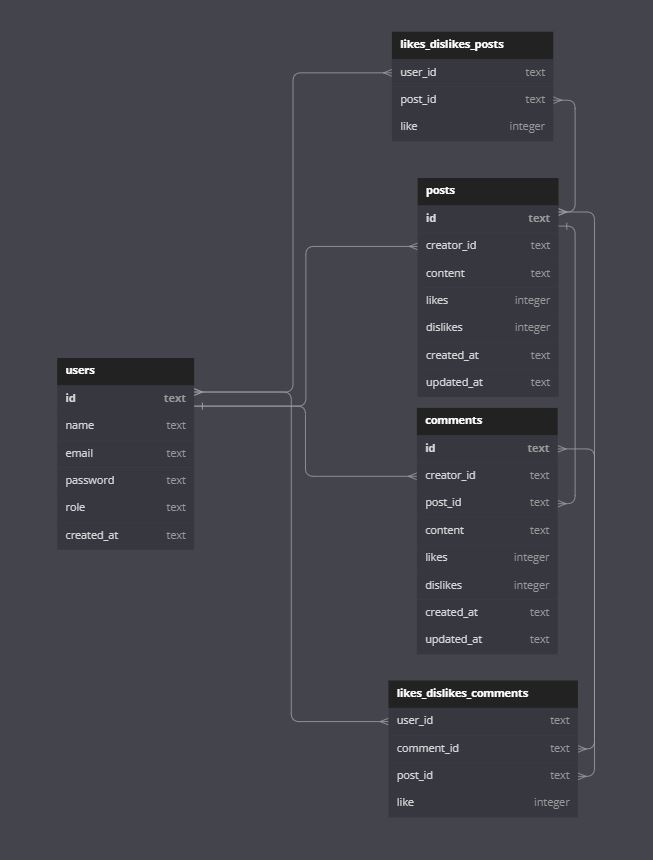 likes_dislikes_posts
user_id text
post_id text
like integer
posts
id text
creator_id text
content text
likes integer
dislikes integer
created_at text
updated_at text
users
id text
name text
email text
password text
role text
created_at text
comments
id text
creator_id text
post_id text
content text
likes integer
dislikes integer
created_at text
updated_at text
likes_dislikes_comments
user_id text
comment_id text
post_id text
like integer